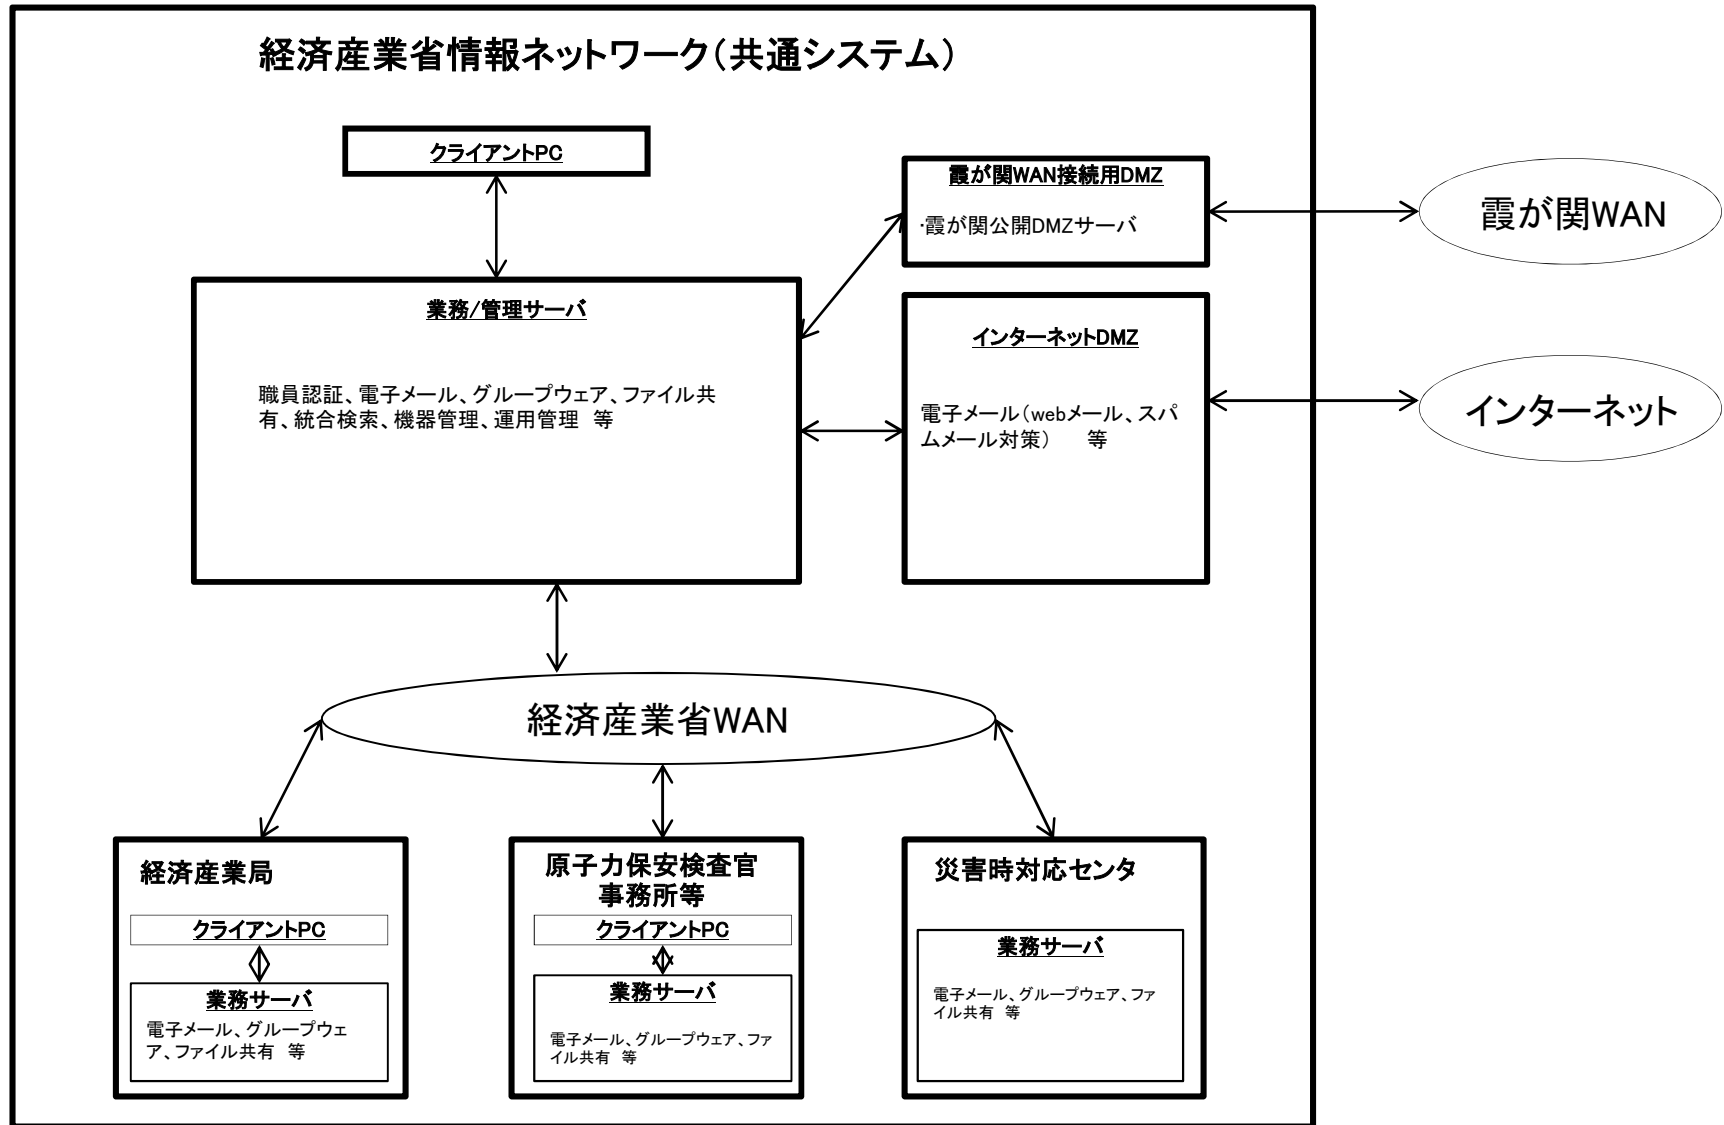 経済産業省情報ネットワーク(共通システム)
クライアントPC
霞が関WAN接続用DMZ
・霞が関公開DMZサーバ
霞が関WAN
業務/管理サーバ
職員認証、電子メール、グループウェア、ファイル共
有、統合検索、機器管理、運用管理 等
インターネットDMZ
電子メール(webメール、スパ
ムメール対策) 等
インターネット
経済産業省WAN
経済産業局
クライアントPC
業務サーバ
電子メール、グループウェ
ア、ファイル共有 等
原子力保安検査官
事務所等
クライアントPC
業務サーバ
電子メール、グループウェア、ファ
イル共有 等
災害時対応センタ
業務サーバ
電子メール、グループウェア、ファ
イル共有 等